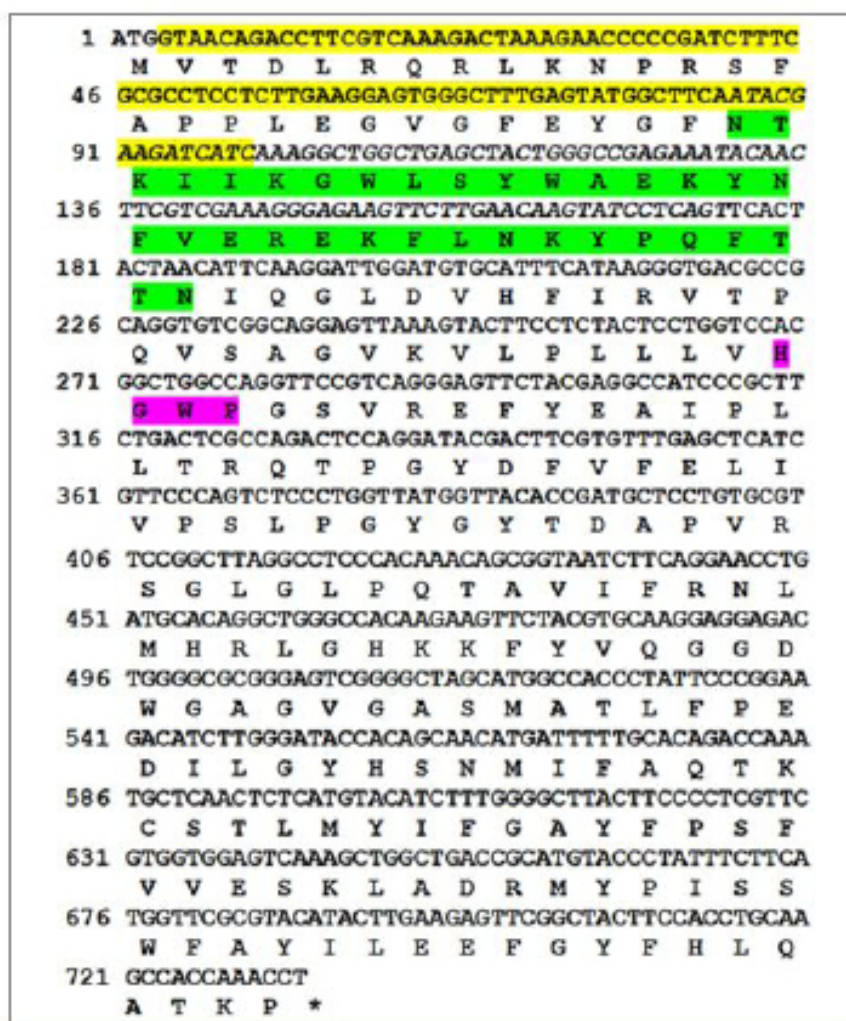 1 ATGGTAACAGACCTTCGTCAAAGACTAAAGAACCCCCGATCTTTC
M V T D L R Q R L K N P R S F
46 GCGCCTCCTCTTGAAGGAGTGGGCTTTGAGTATGGCTTCAATACG
A P P L E G V G F E Y G F N T
91 AAGATCATCAAAGGCTGGCTGAGCTACTGGGCCGAGAAATACAAC
K I I K G W L S Y W A E K Y N
136 TTCGTCGAAAGGGAGAAGTTCTTGAACAAGTATCCTCAGTTCACT
F V E R E K F L N K Y P Q F T
181 ACTAACATTCAAGGATTGGATGTGCATTTCATAAGGGTGACGCCG
T N I Q G L D V H F I R V T P
226 CAGGTGTCGGCAGGAGTTAAAGTACTTCCTCTACTCCTGGTCCAC
Q V S A G V K V L P L L L V H
271 GGCTGGCCAGGTTCCGTCAGGGAGTTCTACGAGGCCATCCCGCTT
G W P G S V R E F Y E A I P L
316 CTGACTCGCCAGACTCCAGGATACGACTTCGTGTTTGAGCTCATC
L T R Q T P G Y D F V F E L I
361 GTTCCCAGTCTCCCTGGTTATGGTTACACCGATGCTCCTGTGCGT
V P S L P G Y G Y T D A P V R
406 TCCGGCTTAGGCCTCCCACAAACAGCGGTAATCTTCAGGAACCTG
S G L G L P Q T A V I F R N L
451 ATGCACAGGCTGGGCCACAAGAAGTTCTACGTGCAAGGAGGAGAC
M H R L G H K K F Y V Q G G D
496 TGGGGCGCGGGAGTCGGGGCTAGCATGGCCACCCTATTCCCGGAA
W G A G V G A S M A T L F P E
541 GACATCTTGGGATACCACAGCAACATGATTTTTGCACAGACCAAA
D I L G Y H S N M I F A Q T K
586 TGCTCAACTCTCATGTACATCTTTGGGGCTTACTTCCCCTCGTTC
C S T L M Y I F G A Y F P S F
631 GTGGTGGAGTCAAAGCTGGCTGACCGCATGTACCCTATTTCTTCA
V V E S K L A D R M Y P I S S
676 TGGTTCGCGTACATACTTGAAGAGTTCGGCTACTTCCACCTGCAA
W F A Y I L E E F G Y F H L Q
721 GCCACCAAACCT
A T K P *